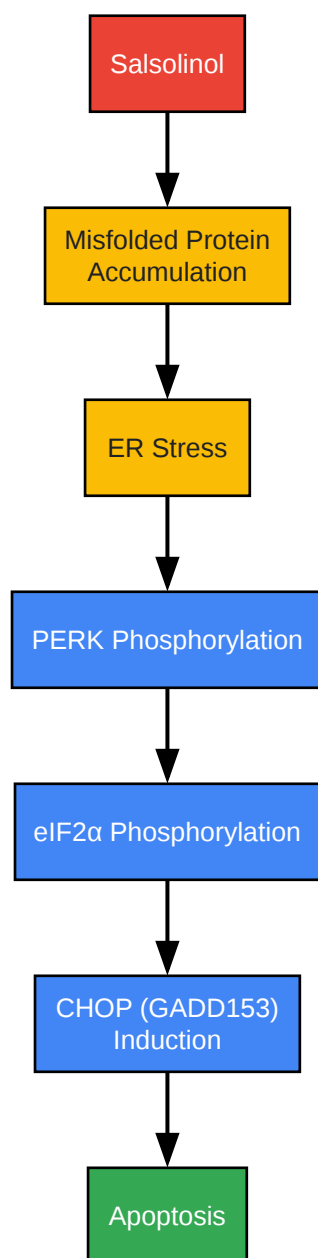 Salsolinol
Misfolded Protein
Accumulation
ER Stress
PERK Phosphorylation
eIF2α Phosphorylation
CHOP (GADD153)
Induction
Apoptosis